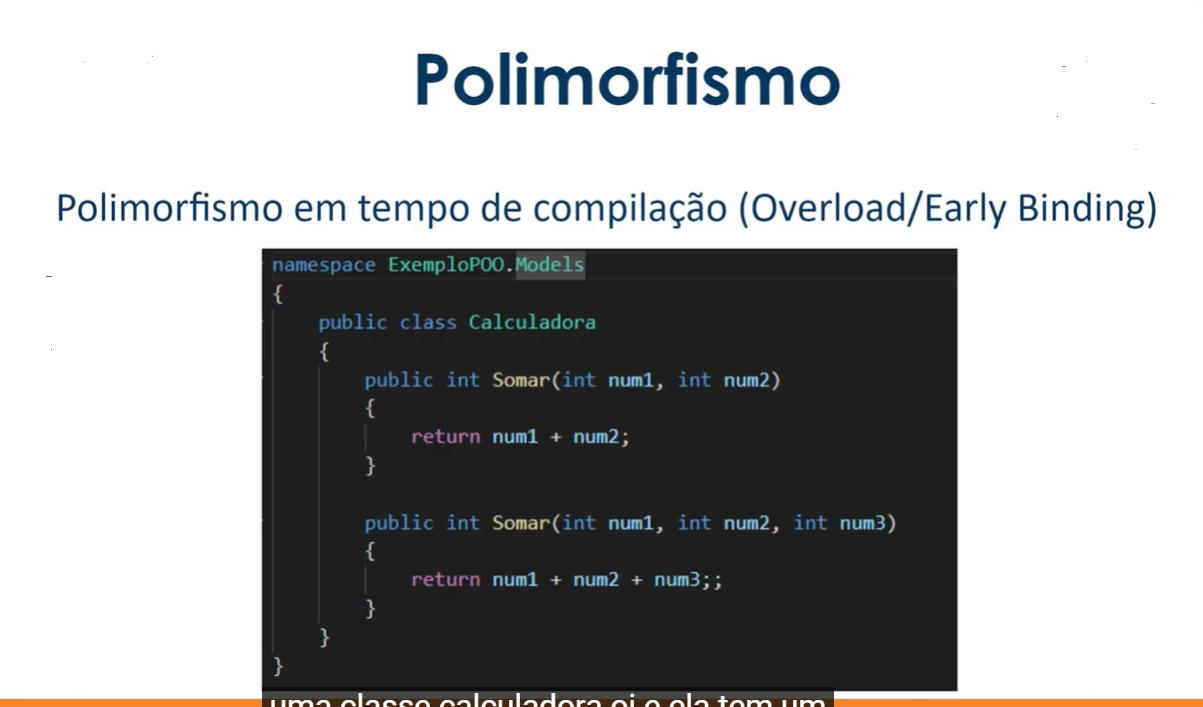 Polimorfismo
Polimorfismo em tempo de compilação (Overload/Early Binding)
namespace ExemploPOO.Models
{
public class Calculadora
{
public int Somar(int num1, int num2)
{
return num1 + num2;
}
public int Somar(int num1, int num2, int num3)
{
return num1 + num2 + num3;;
}
}
}
uma classe calculadora oi e ela tem um